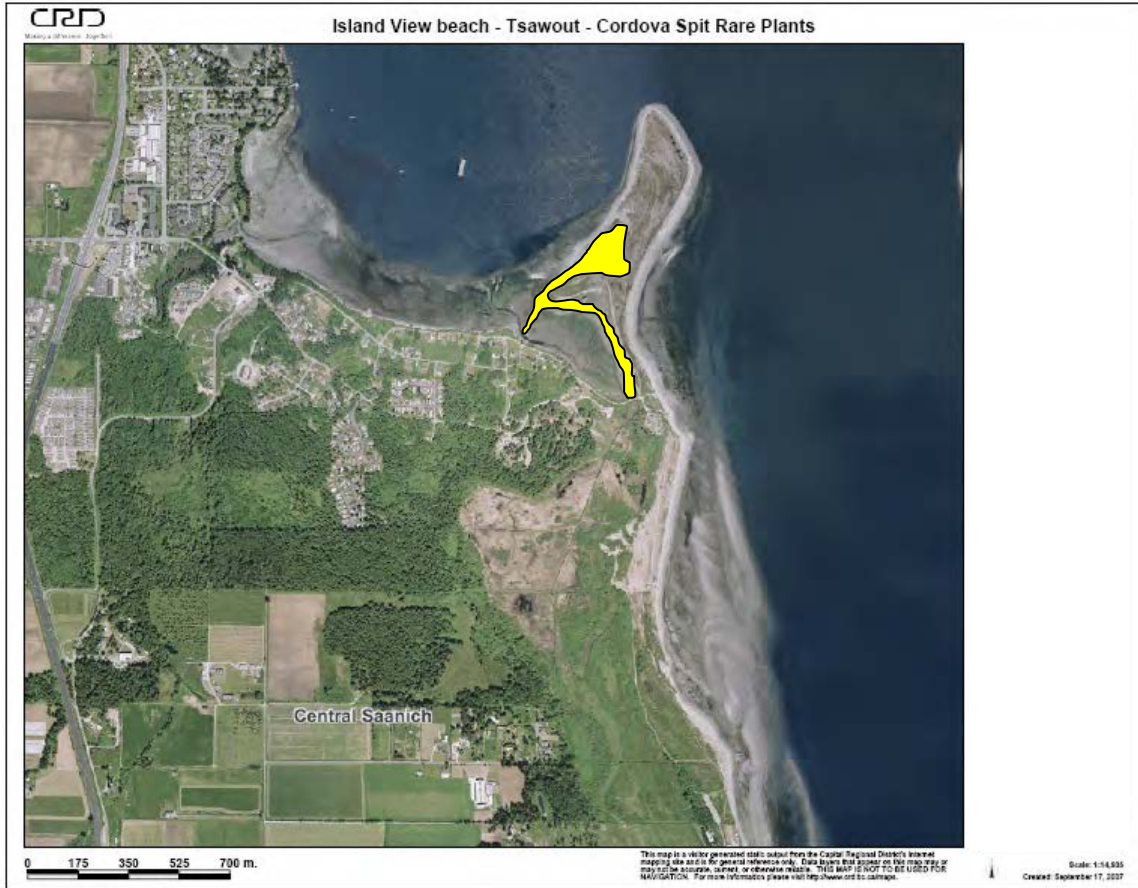 CRD
Making a difference...together
Island View beach - Tsawout - Cordova Spit Rare Plants
Central Saanich
0 175 350 525 700 m.
This map is a visitor generated static output from the Capital Regional District's Internet
mapping site and is for general reference only. Data layers that appear on this map may or
may not be accurate, current, or otherwise reliable. THIS MAP IS NOT TO BE USED FOR
NAVIGATION. For more information please visit http://www.crd.bc.ca/maps.
Scale:
Created: September 17, 2007